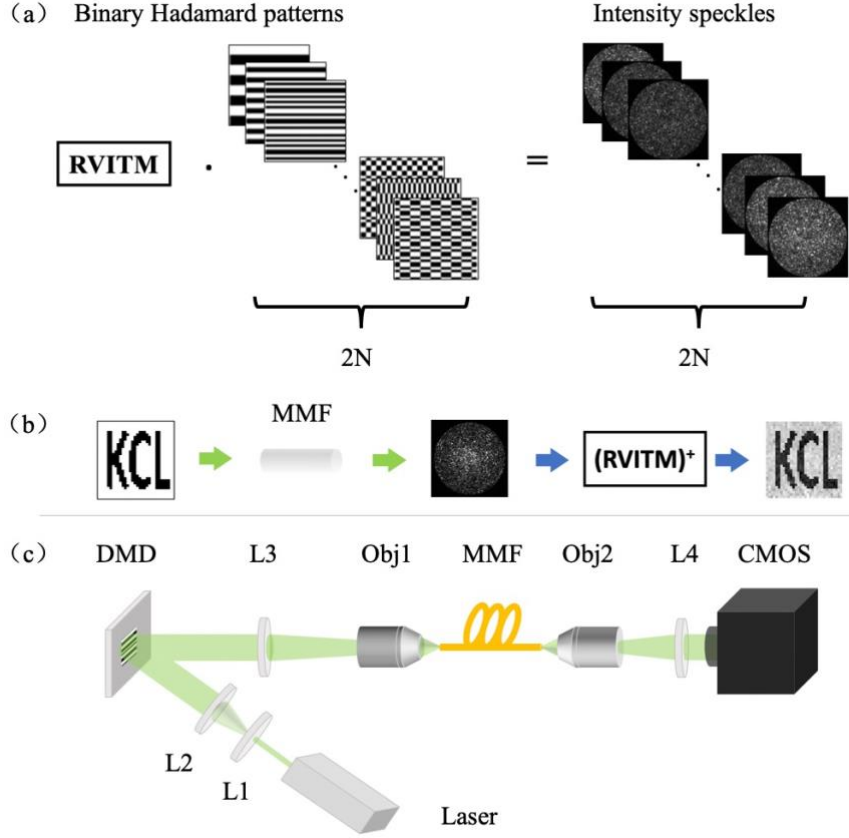 (a) Binary Hadamard patterns Intensity speckles
RVITM · =
2N 2N
(b) MMF
KCL (RVITM)⁺ KCL
(c) DMD L3 Obj1 MMF Obj2 L4 CMOS
L2
L1
Laser